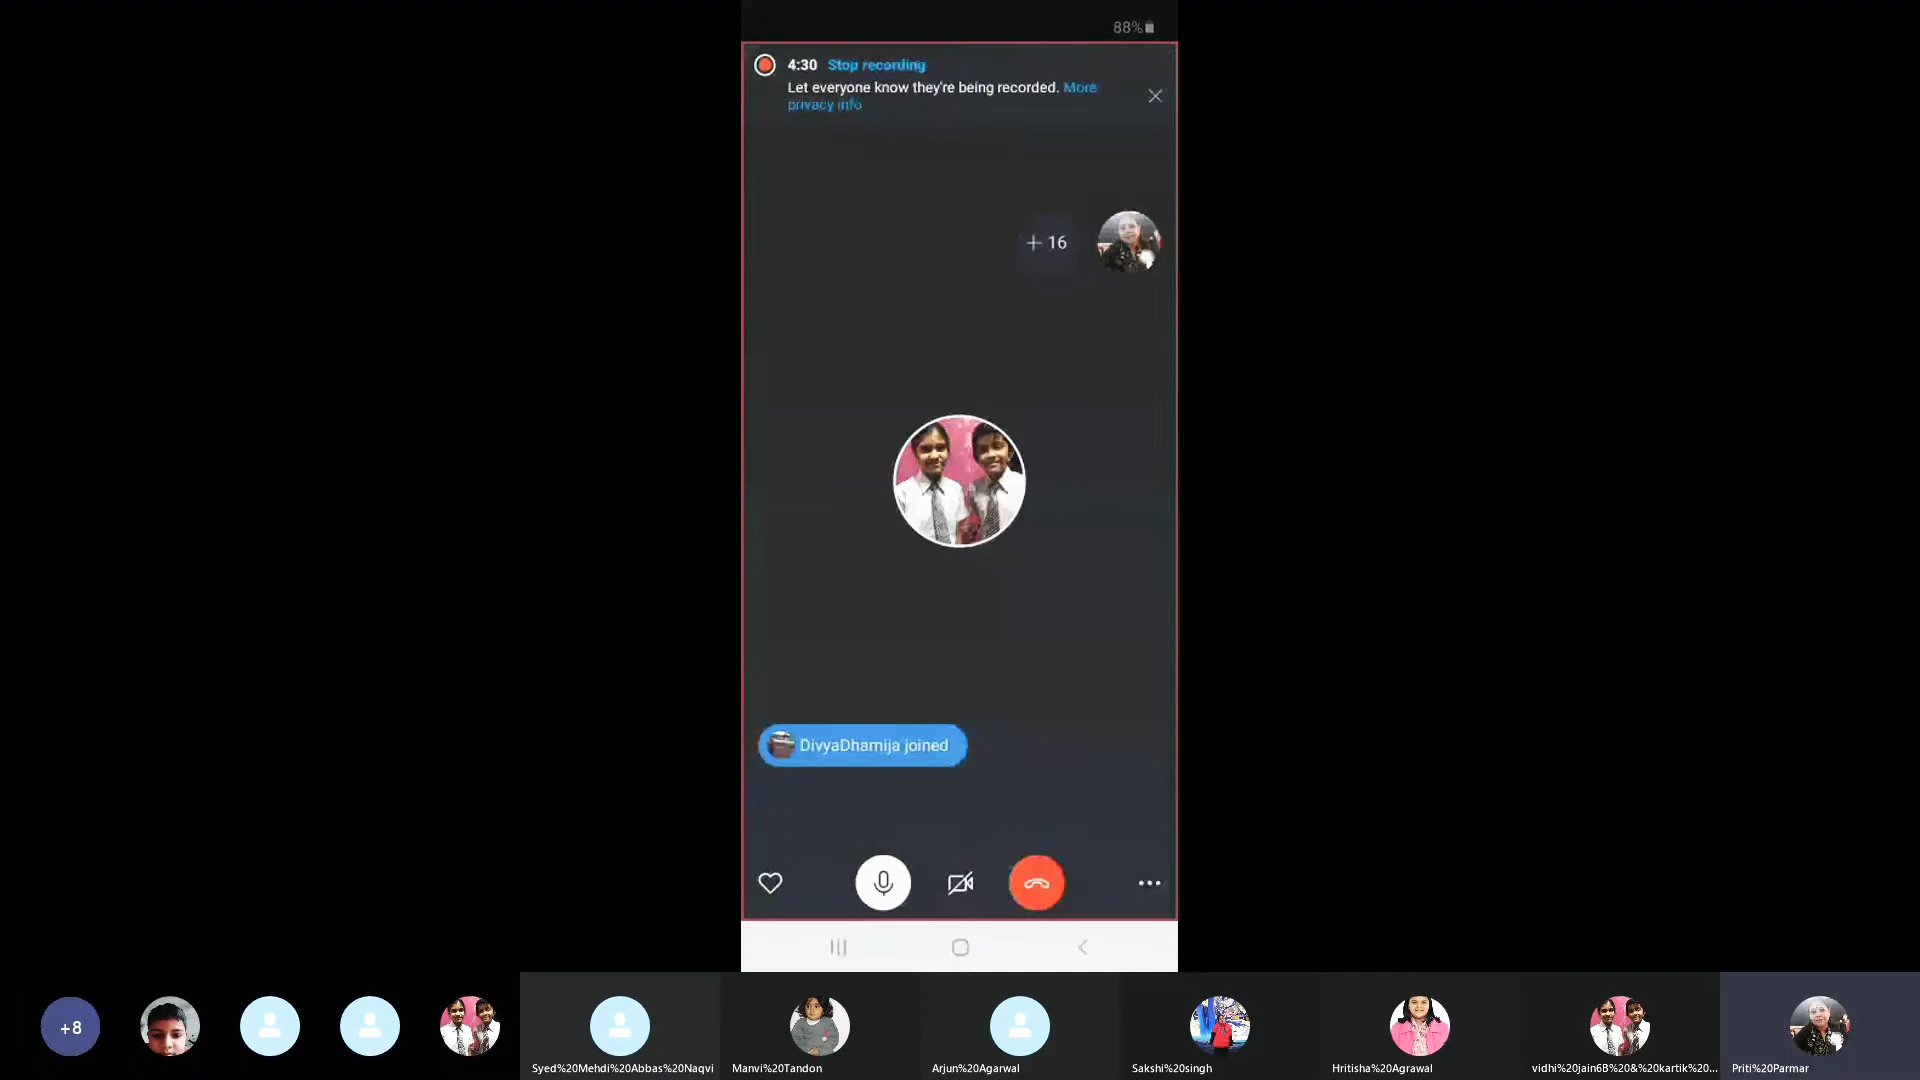 88%
4:30 Stop recording
Let everyone know they're being recorded. More
privacy info
+ 16
DivyaDhamija joined
+8
Syed%20Mehdi%20Abbas%20Naqvi
Manvi%20Tandon
Arjun%20Agarwal
Sakshi%20singh
Hritisha%20Agrawal
vidhi%20jain6B%20&%20kartik%20...
Priti%20Parmar